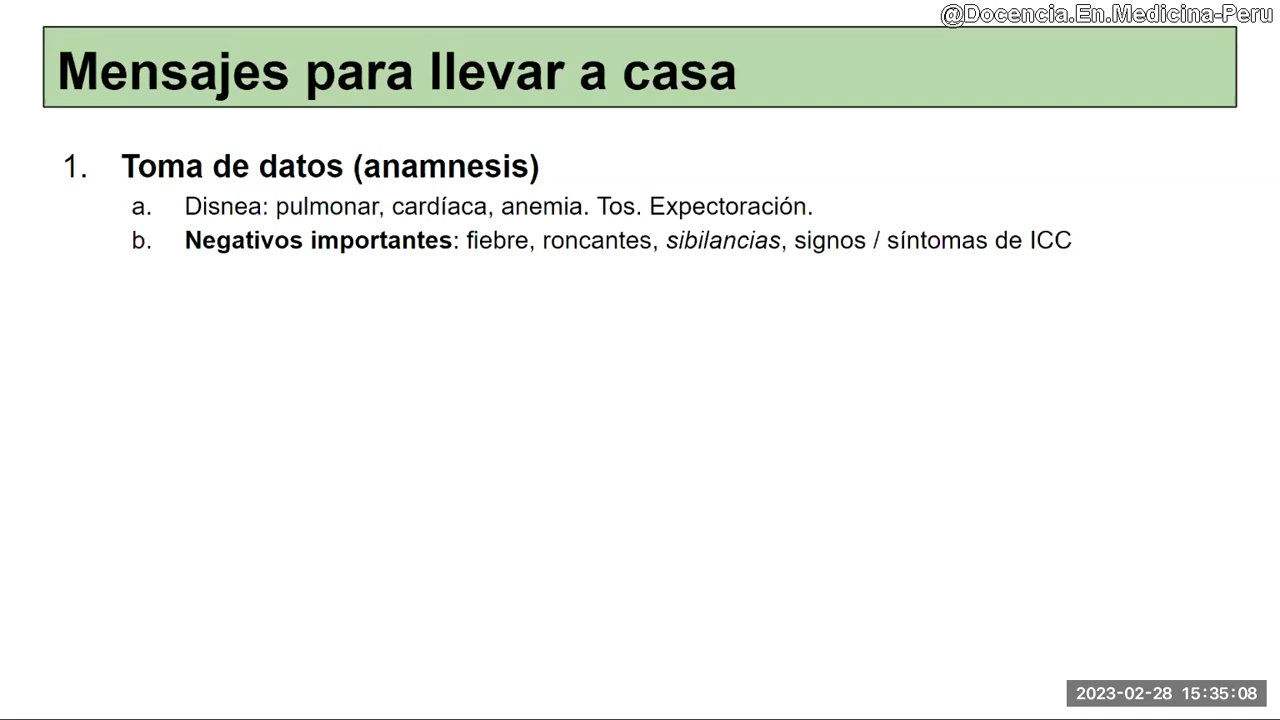 @Docencia.En.Medicina-Peru
Mensajes para llevar a casa
1. Toma de datos (anamnesis)
a. Disnea: pulmonar, cardíaca, anemia. Tos. Expectoración.
b. Negativos importantes: fiebre, roncantes, sibilancias, signos / síntomas de ICC
2023-02-28 15:35:08